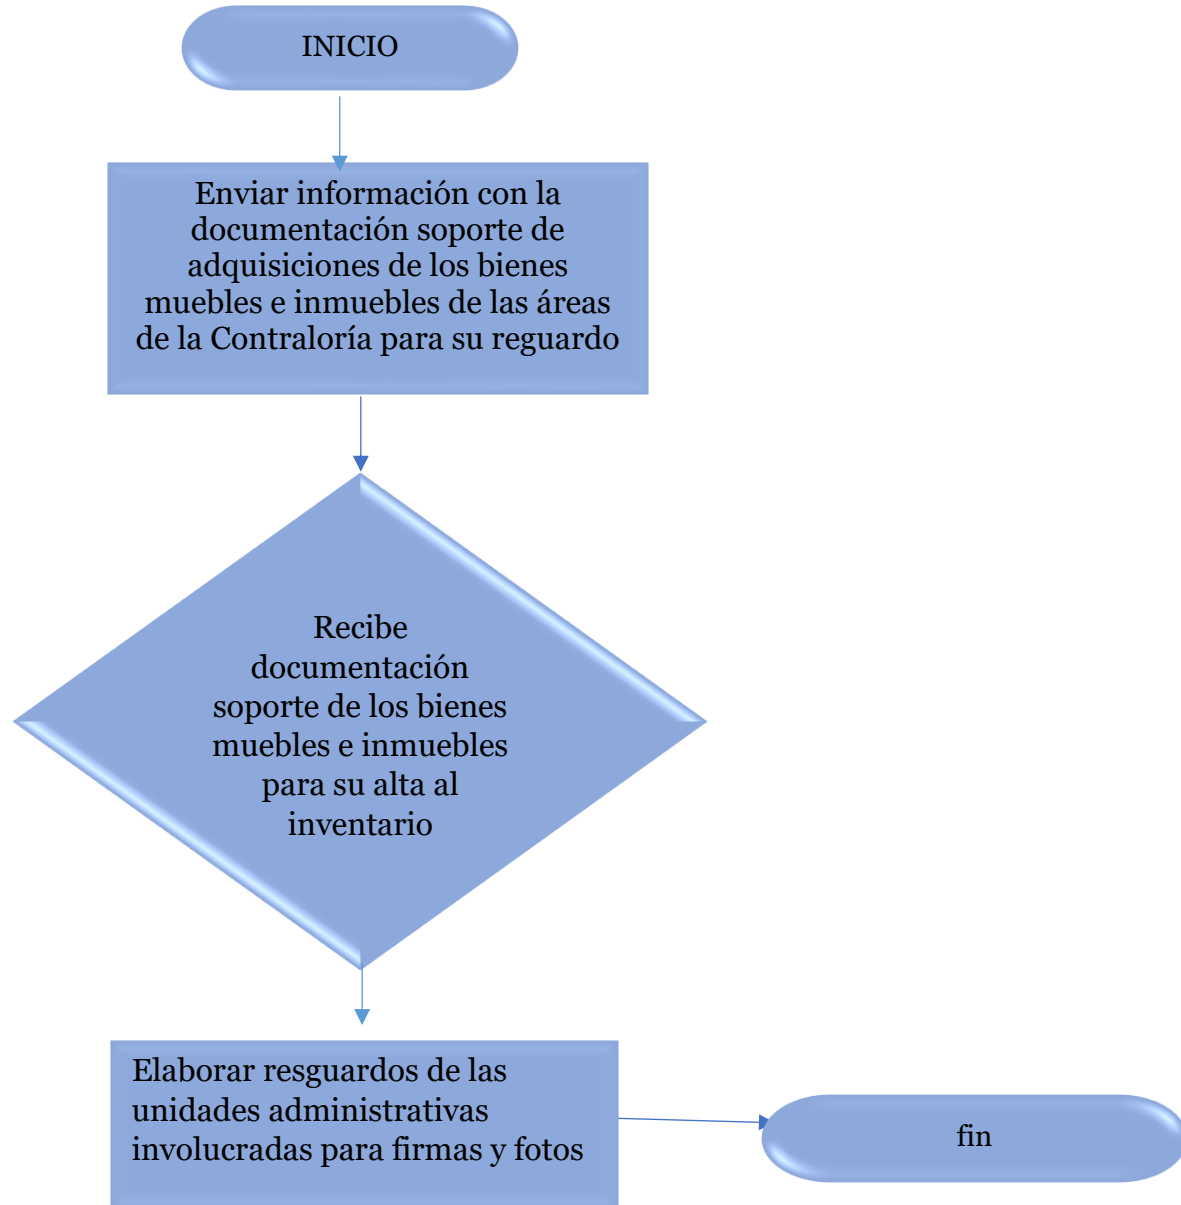 INICIO
Enviar información con la
documentación soporte de
adquisiciones de los bienes
muebles e inmuebles de las áreas
de la Contraloría para su reguardo
Recibe
documentación
soporte de los bienes
muebles e inmuebles
para su alta al
inventario
Elaborar resguardos de las
unidades administrativas
involucradas para firmas y fotos
fin